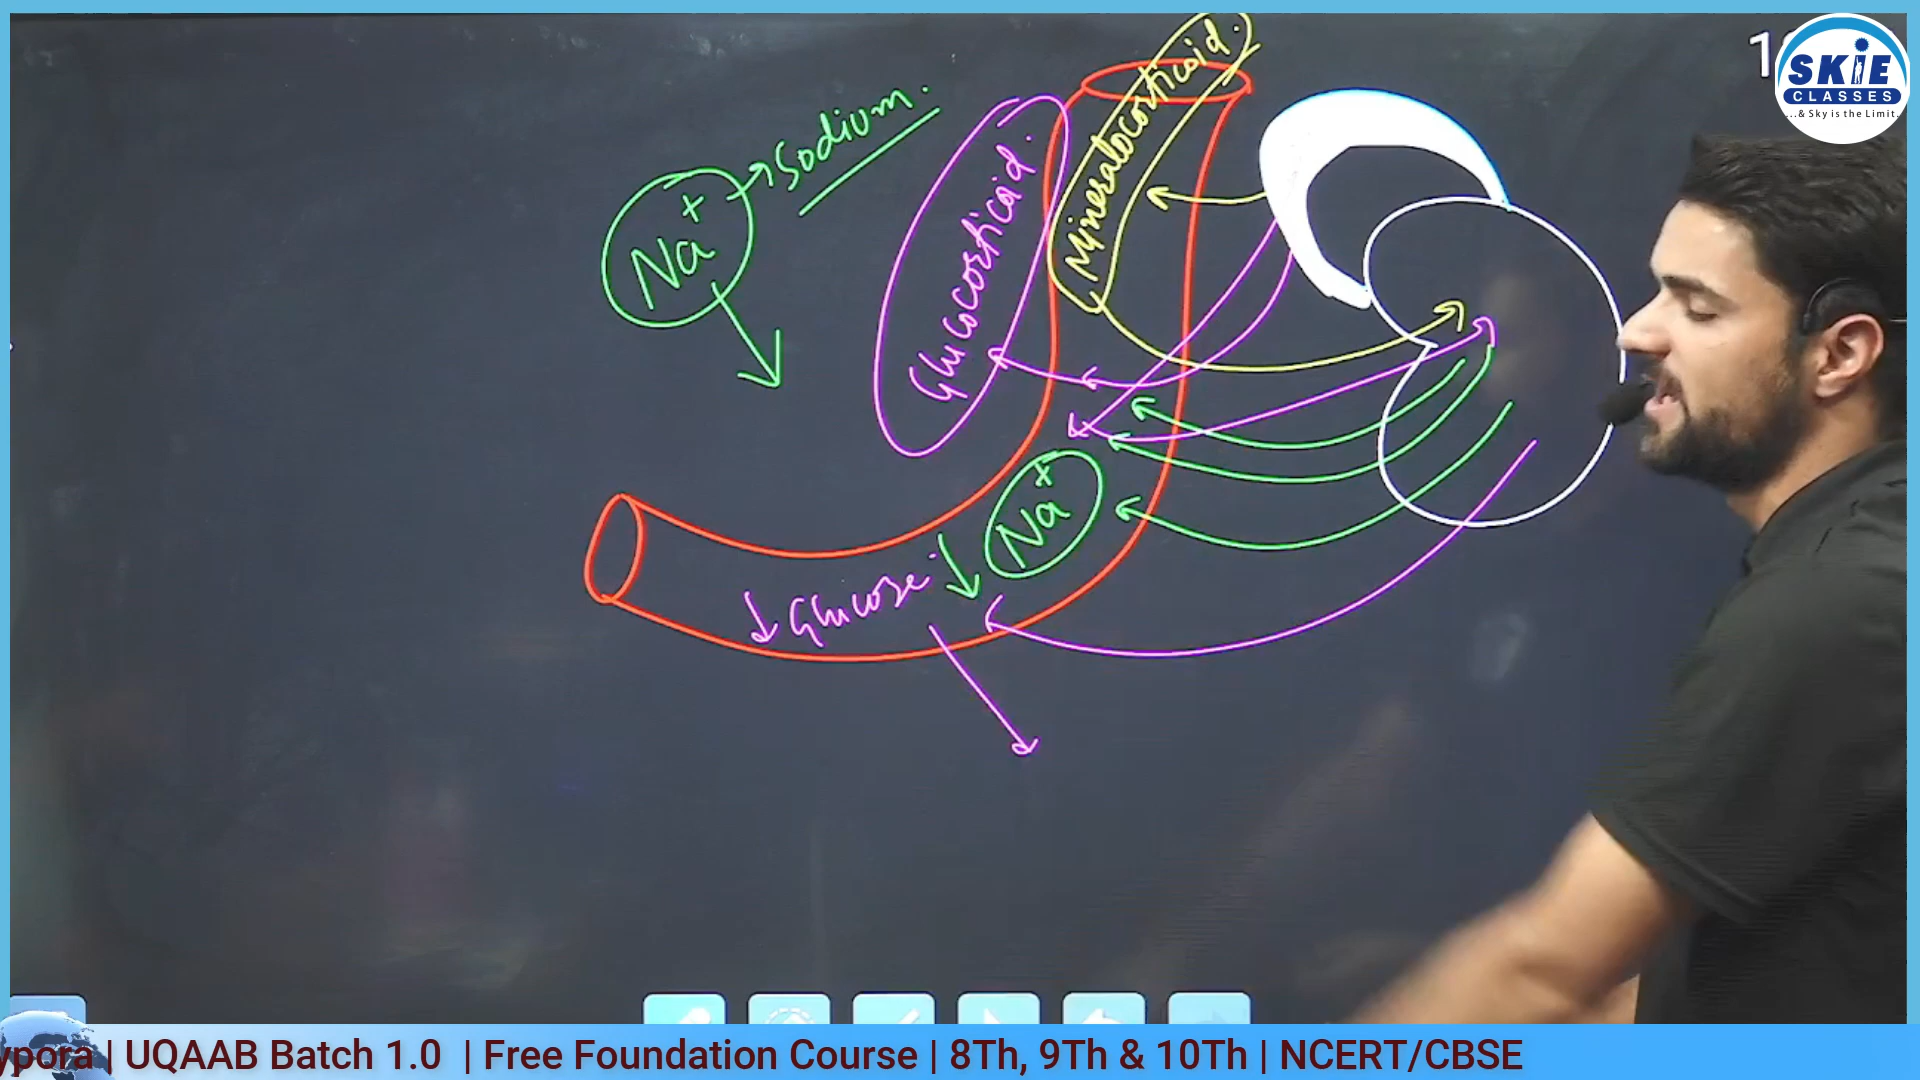 Na+ → Sodium.
Glucocorticoid.
Mineralocorticoid.
Na+
↓ Glucose ↓
SKIE
CLASSES
...& Sky is the Limit.
ypora | UQAAB Batch 1.0 | Free Foundation Course | 8Th, 9Th & 10Th | NCERT/CBSE